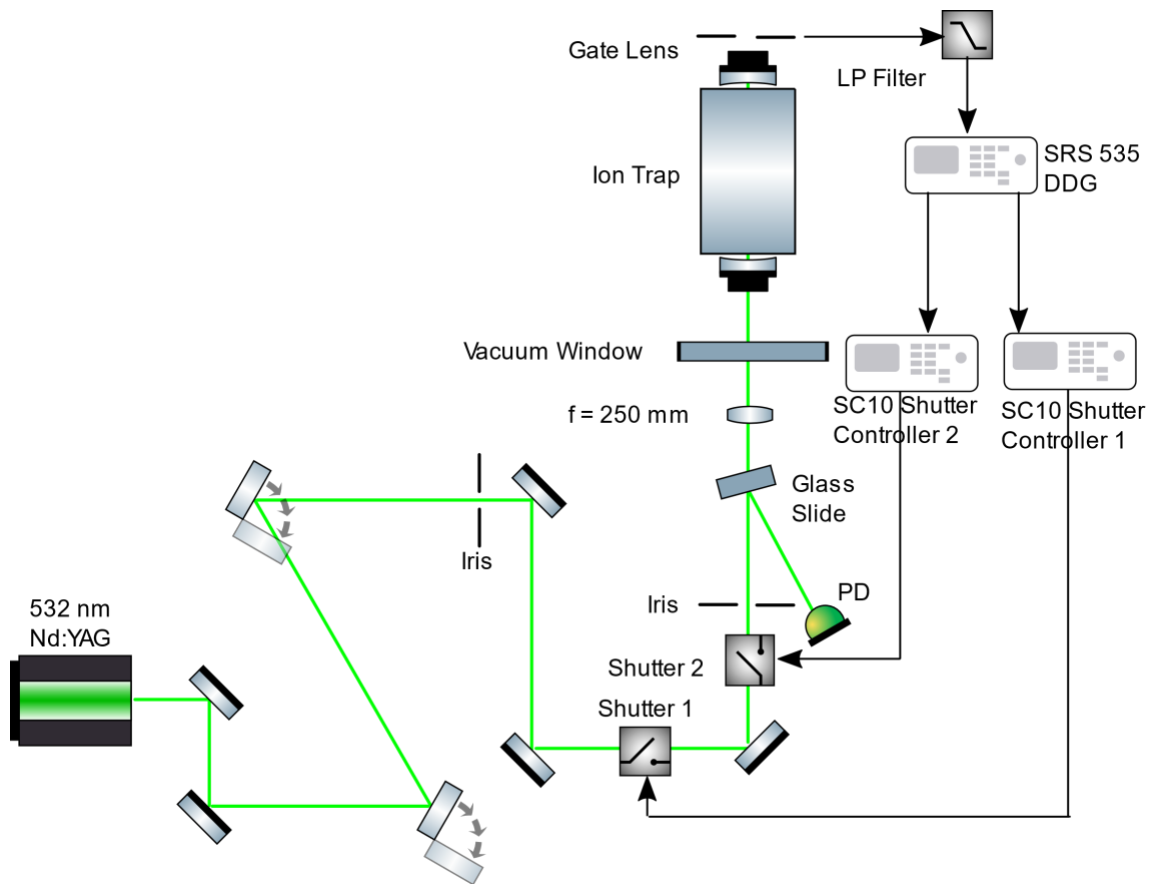 Gate Lens
LP Filter
Ion Trap
SRS 535
DDG
Vacuum Window
f = 250 mm
SC10 Shutter
Controller 2
SC10 Shutter
Controller 1
Glass
Slide
Iris
Iris
PD
532 nm
Nd:YAG
Shutter 2
Shutter 1